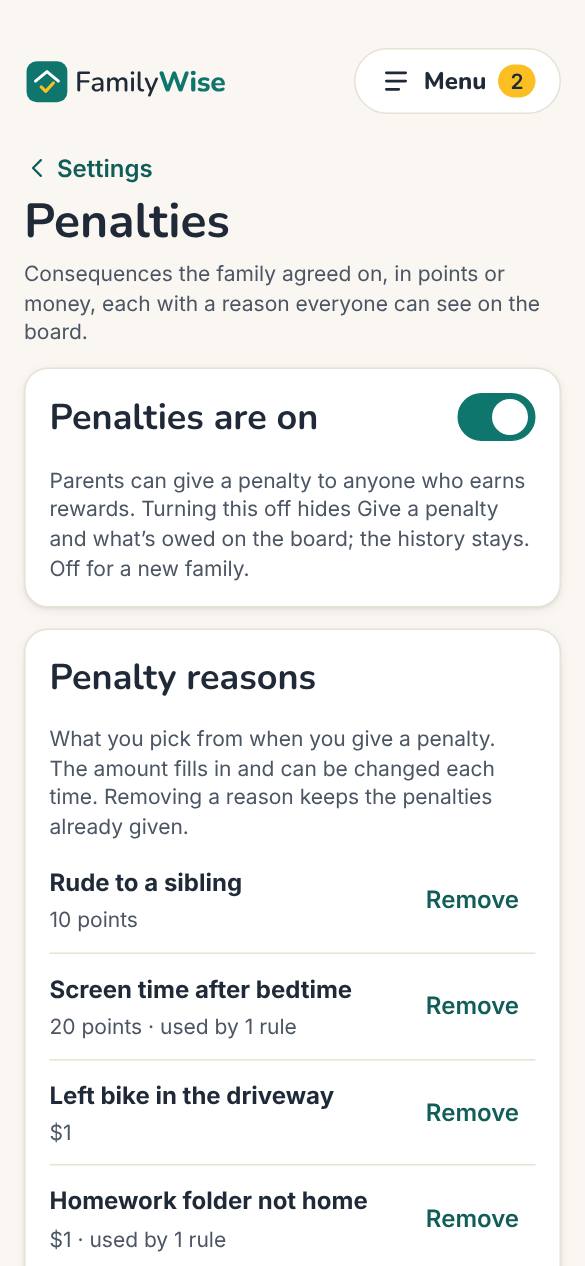 FamilyWise
Menu 2
Settings
Penalties
Consequences the family agreed on, in points or
money, each with a reason everyone can see on the
board.
Penalties are on
Parents can give a penalty to anyone who earns
rewards. Turning this off hides Give a penalty
and what’s owed on the board; the history stays.
Off for a new family.
Penalty reasons
What you pick from when you give a penalty.
The amount fills in and can be changed each
time. Removing a reason keeps the penalties
already given.
Rude to a sibling
10 points
Remove
Screen time after bedtime
20 points · used by 1 rule
Remove
Left bike in the driveway
$1
Remove
Homework folder not home
$1 · used by 1 rule
Remove